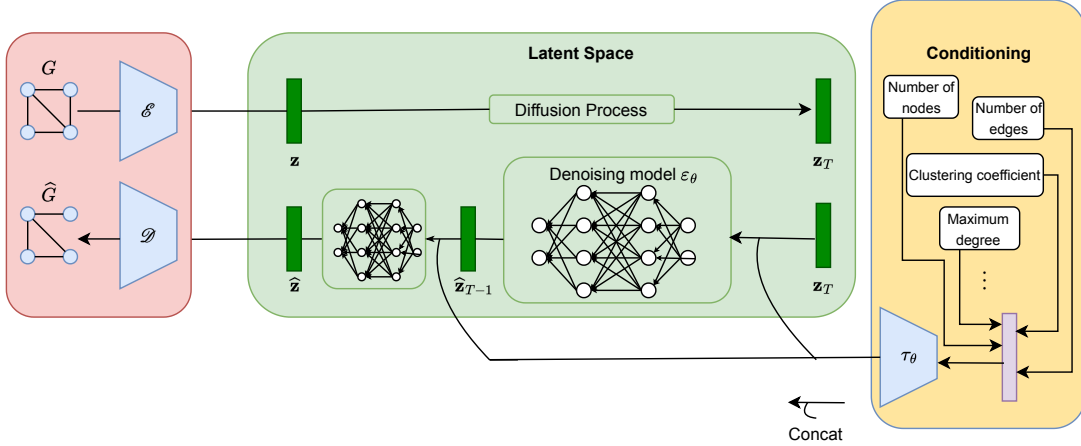 Latent Space
Conditioning
G
ℰ
z
Diffusion Process
z_T
Number of
nodes
Number of
edges
Clustering coefficient
Maximum
degree
⋮
Ĝ
𝒟
ẑ
ẑ_{T−1}
Denoising model ε_θ
z_T
τ_θ
Concat